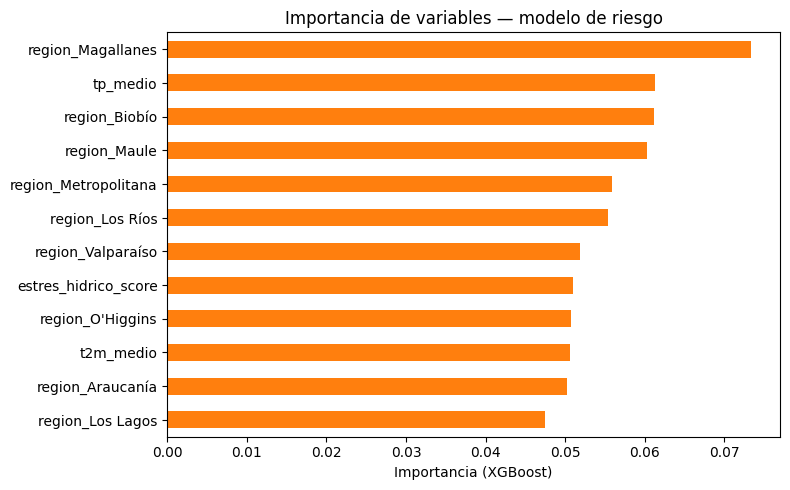 Importancia de variables — modelo de riesgo
region_Magallanes
tp_medio
region_Biobío
region_Maule
region_Metropolitana
region_Los Ríos
region_Valparaíso
estres_hidrico_score
region_O'Higgins
t2m_medio
region_Araucanía
region_Los Lagos
0.00 0.01 0.02 0.03 0.04 0.05 0.06 0.07
Importancia (XGBoost)